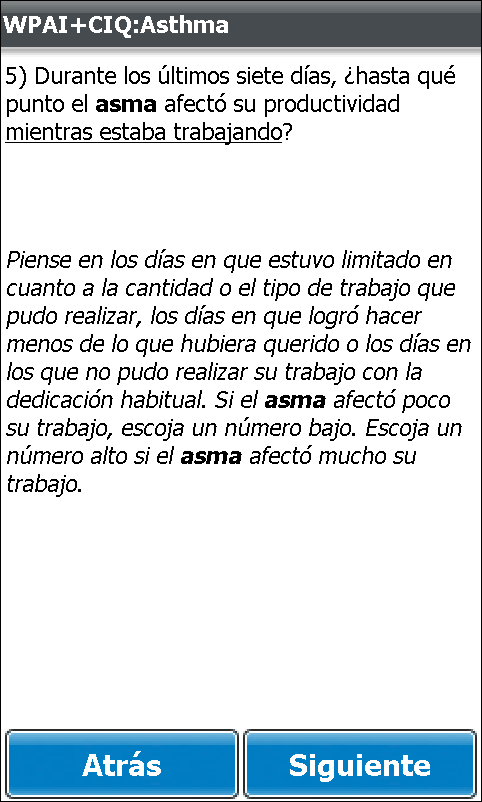 WPAI+CIQ:Asthma
5) Durante los últimos siete días, ¿hasta qué
punto el asma afectó su productividad
mientras estaba trabajando?
Piense en los días en que estuvo limitado en
cuanto a la cantidad o el tipo de trabajo que
pudo realizar, los días en que logró hacer
menos de lo que hubiera querido o los días en
los que no pudo realizar su trabajo con la
dedicación habitual. Si el asma afectó poco
su trabajo, escoja un número bajo. Escoja un
número alto si el asma afectó mucho su
trabajo.
Atrás
Siguiente